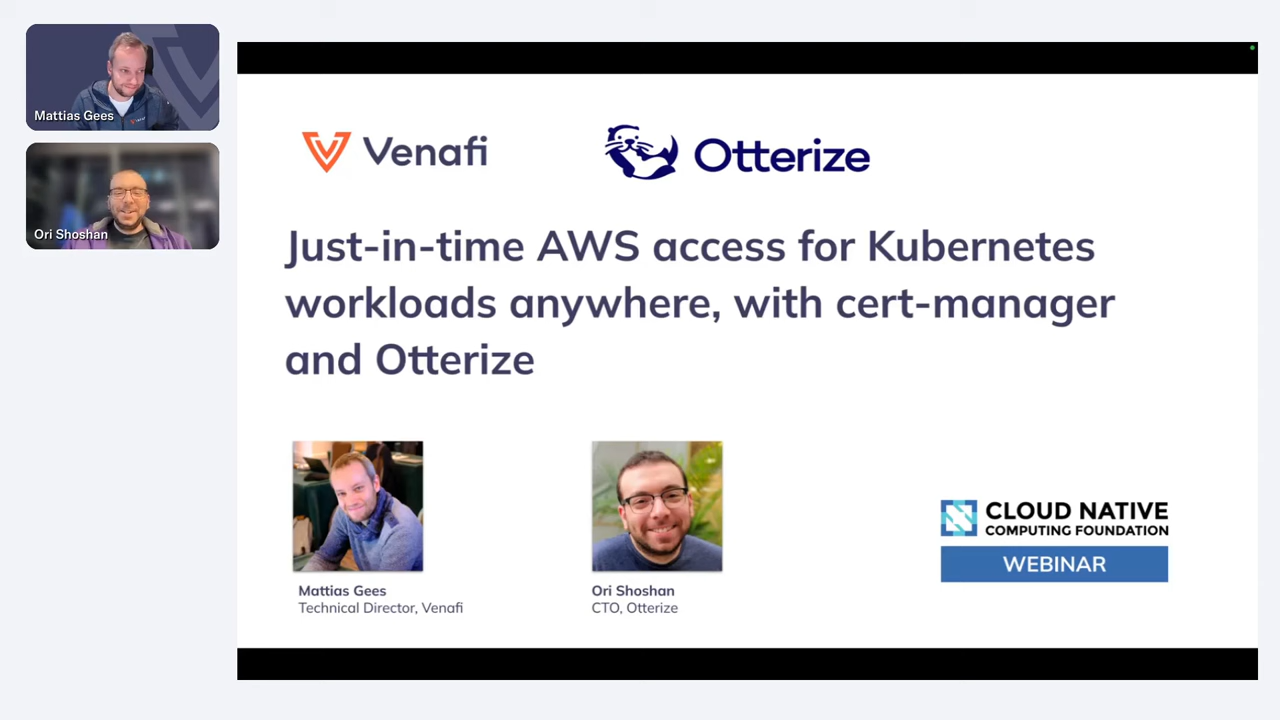 Mattias Gees
Ori Shoshan
Venafi
Otterize
Just-in-time AWS access for Kubernetes
workloads anywhere, with cert-manager
and Otterize
Mattias Gees
Technical Director, Venafi
Ori Shoshan
CTO, Otterize
CLOUD NATIVE
COMPUTING FOUNDATION
WEBINAR